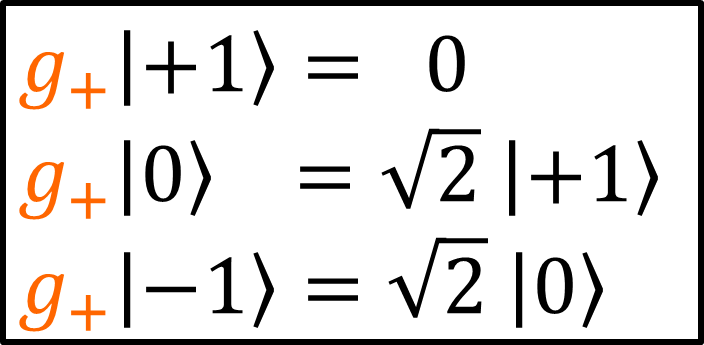 g₊|+1⟩ = 0
g₊|0⟩ = √2 |+1⟩
g₊|−1⟩ = √2 |0⟩